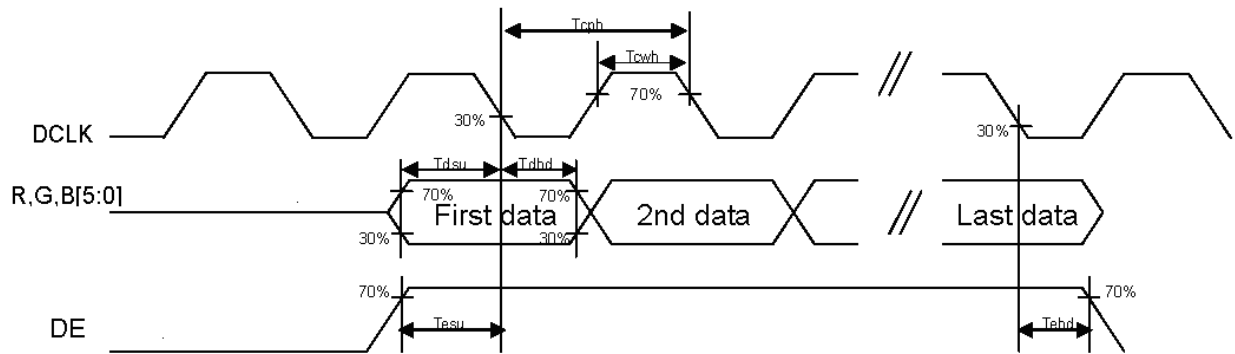 Tcph
Tcwh
70%
30%
30%
DCLK
Tdsu
Tdhd
R,G,B[5:0]
70%
70%
First data
2nd data
Last data
30%
30%
70%
70%
DE
Tesu
Tehd